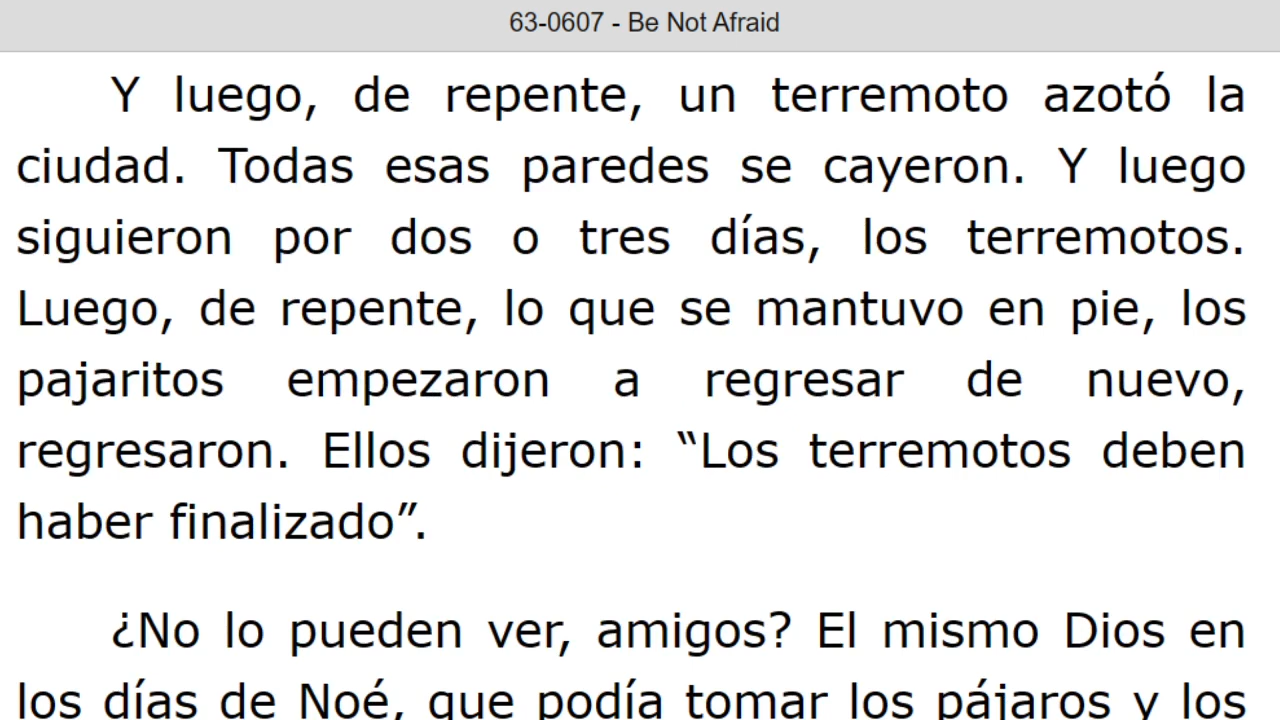 63-0607 - Be Not Afraid
Y luego, de repente, un terremoto azotó la
ciudad. Todas esas paredes se cayeron. Y luego
siguieron por dos o tres días, los terremotos.
Luego, de repente, lo que se mantuvo en pie, los
pajaritos empezaron a regresar de nuevo,
regresaron. Ellos dijeron: “Los terremotos deben
haber finalizado”.
¿No lo pueden ver, amigos? El mismo Dios en
los días de Noé, que podía tomar los pájaros y los